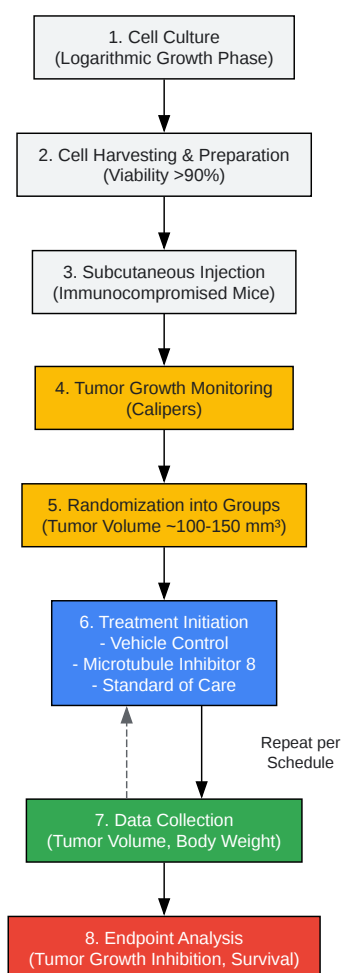 1. Cell Culture
(Logarithmic Growth Phase)
2. Cell Harvesting & Preparation
(Viability >90%)
3. Subcutaneous Injection
(Immunocompromised Mice)
4. Tumor Growth Monitoring
(Calipers)
5. Randomization into Groups
(Tumor Volume ~100-150 mm³)
6. Treatment Initiation
- Vehicle Control
- Microtubule Inhibitor 8
- Standard of Care
Repeat per
Schedule
7. Data Collection
(Tumor Volume, Body Weight)
8. Endpoint Analysis
(Tumor Growth Inhibition, Survival)